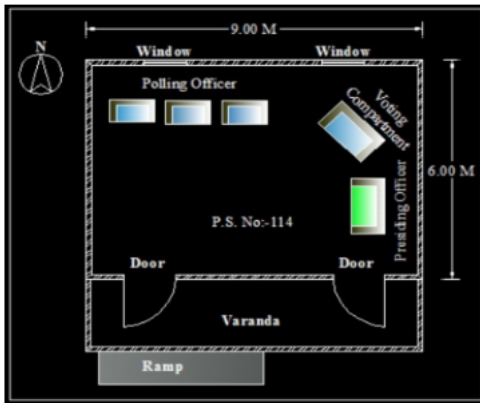 9.00 M
N
Window
Window
Polling Officer
Voting
Compartment
6.00 M
Presiding Officer
P.S. No:-114
Door
Door
Varanda
Ramp